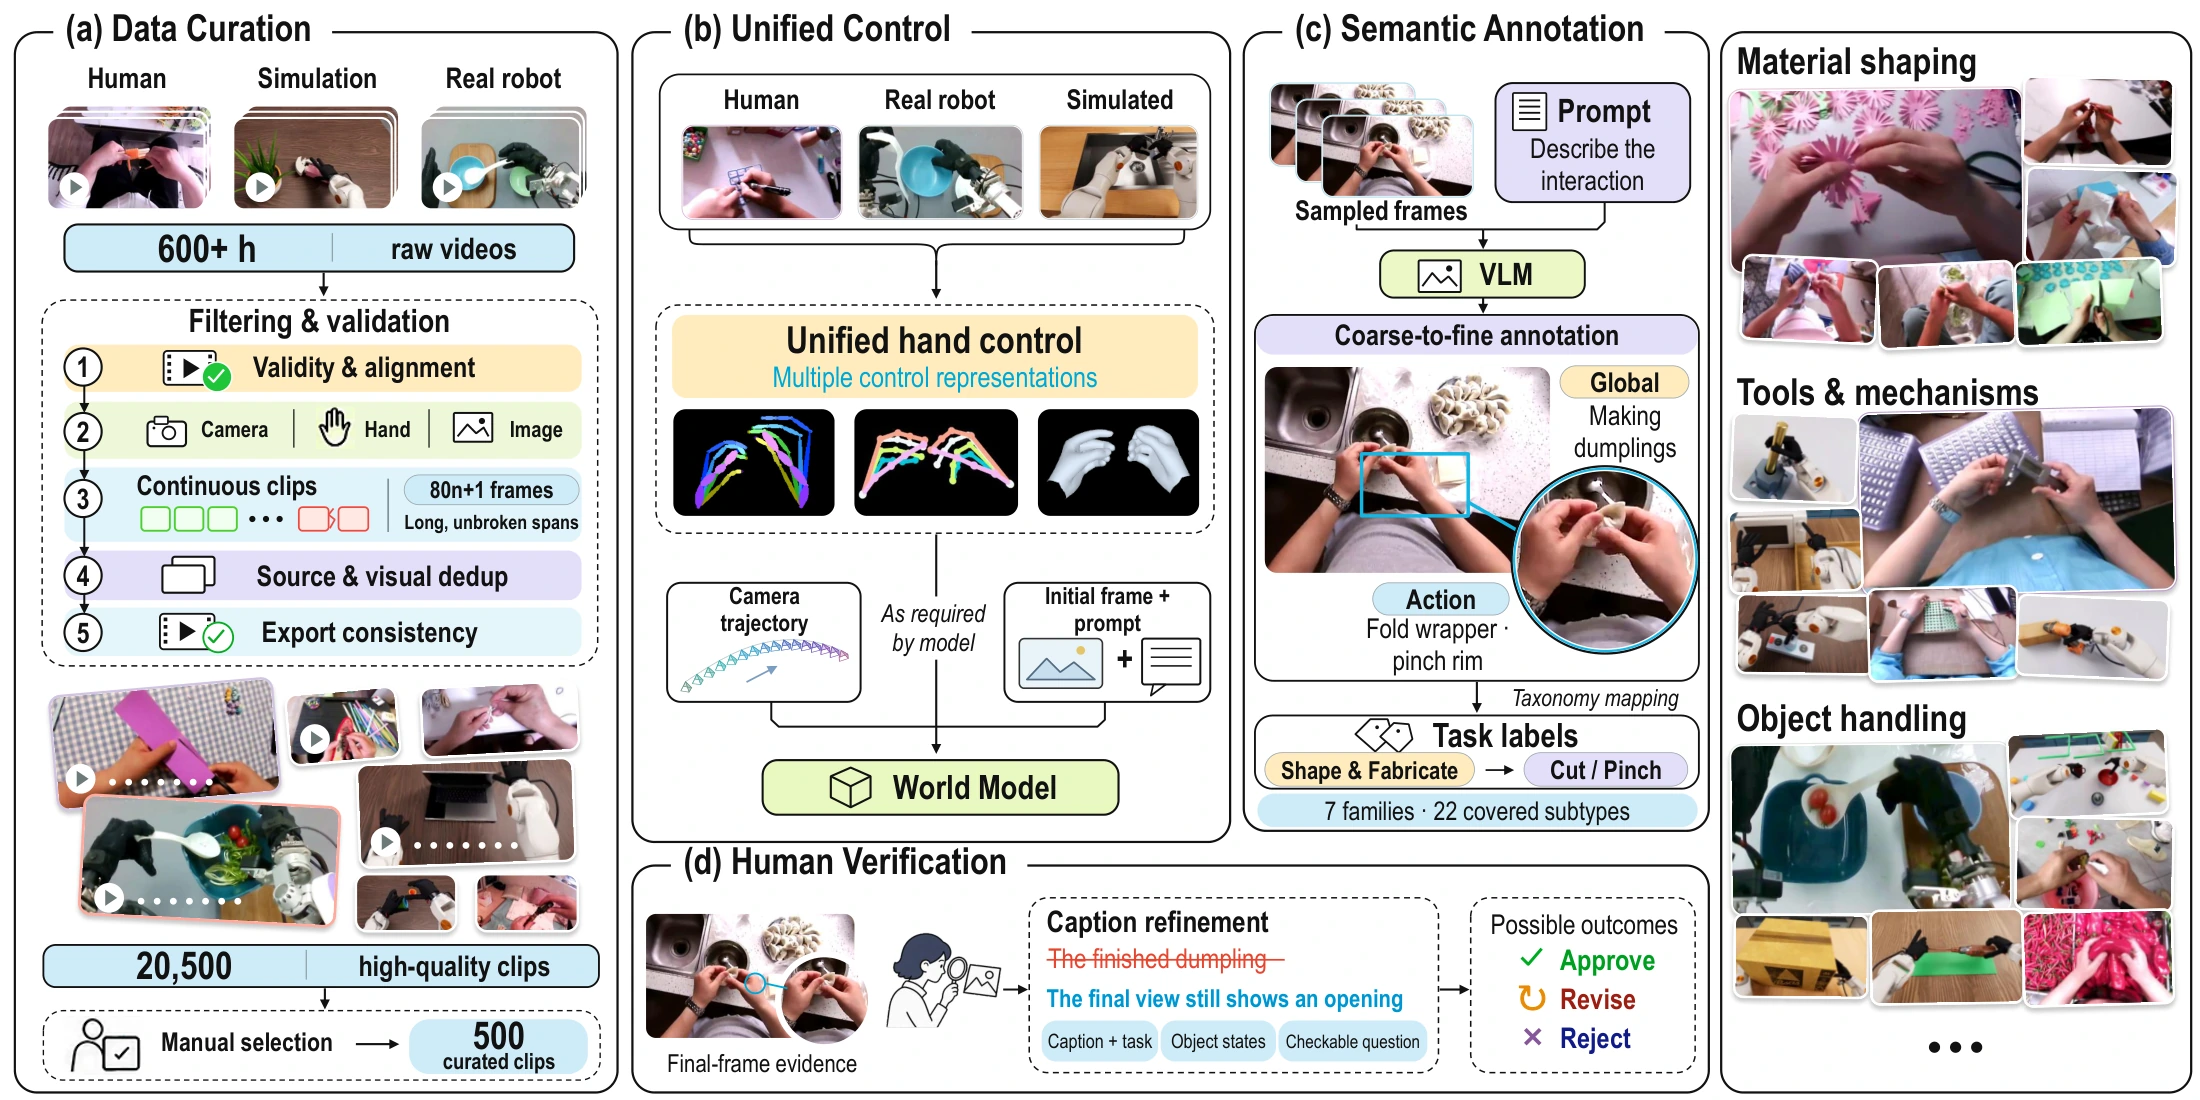 (a) Data Curation
Human
Simulation
Real robot
600+ h
raw videos
Filtering & validation
1
Validity & alignment
2
Camera
Hand
Image
3
Continuous clips
80n+1 frames
Long, unbroken spans
4
Source & visual dedup
5
Export consistency
20,500
high-quality clips
Manual selection
500
curated clips
(b) Unified Control
Human
Real robot
Simulated
Unified hand control
Multiple control representations
Camera
trajectory
As required
by model
Initial frame +
prompt
+
World Model
(c) Semantic Annotation
Sampled frames
Prompt
Describe the
interaction
VLM
Coarse-to-fine annotation
Global
Making
dumplings
Action
Fold wrapper ·
pinch rim
Taxonomy mapping
Task labels
Shape & Fabricate
Cut / Pinch
7 families · 22 covered subtypes
(d) Human Verification
Final-frame evidence
Caption refinement
The finished dumpling
The final view still shows an opening
Caption + task
Object states
Checkable question
Possible outcomes
Approve
Revise
Reject
Material shaping
Tools & mechanisms
Object handling